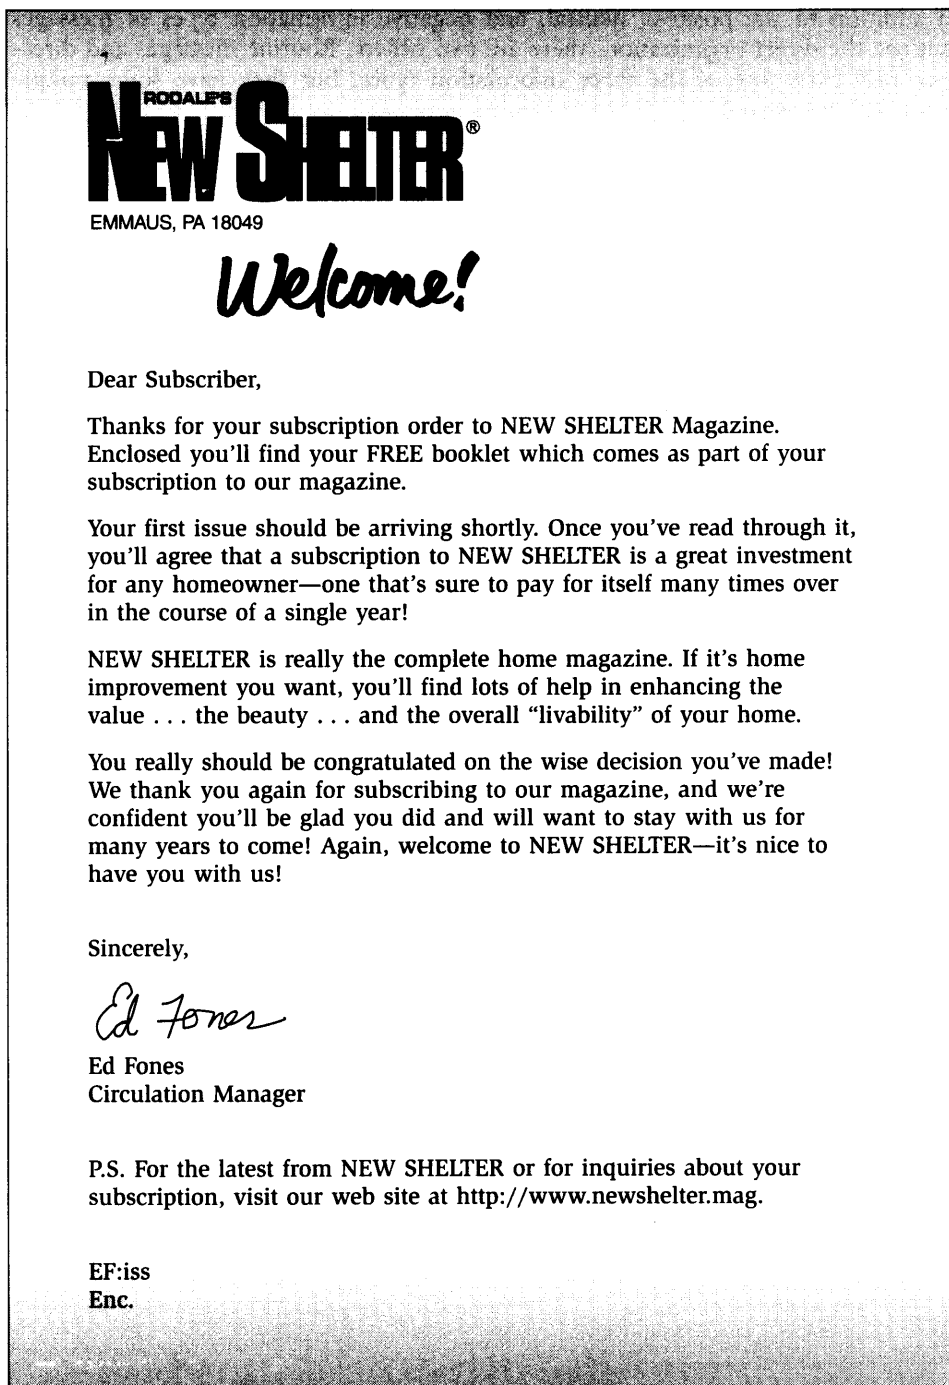 RODALE'S
NEW SHELTER®
EMMAUS, PA 18049
Welcome!
Dear Subscriber,
Thanks for your subscription order to NEW SHELTER Magazine.
Enclosed you'll find your FREE booklet which comes as part of your
subscription to our magazine.
Your first issue should be arriving shortly. Once you've read through it,
you'll agree that a subscription to NEW SHELTER is a great investment
for any homeowner—one that's sure to pay for itself many times over
in the course of a single year!
NEW SHELTER is really the complete home magazine. If it's home
improvement you want, you'll find lots of help in enhancing the
value . . . the beauty . . . and the overall “livability” of your home.
You really should be congratulated on the wise decision you've made!
We thank you again for subscribing to our magazine, and we're
confident you'll be glad you did and will want to stay with us for
many years to come! Again, welcome to NEW SHELTER—it's nice to
have you with us!
Sincerely,
Ed Fones
Ed Fones
Circulation Manager
P.S. For the latest from NEW SHELTER or for inquiries about your
subscription, visit our web site at http://www.newshelter.mag.
EF:iss
Enc.